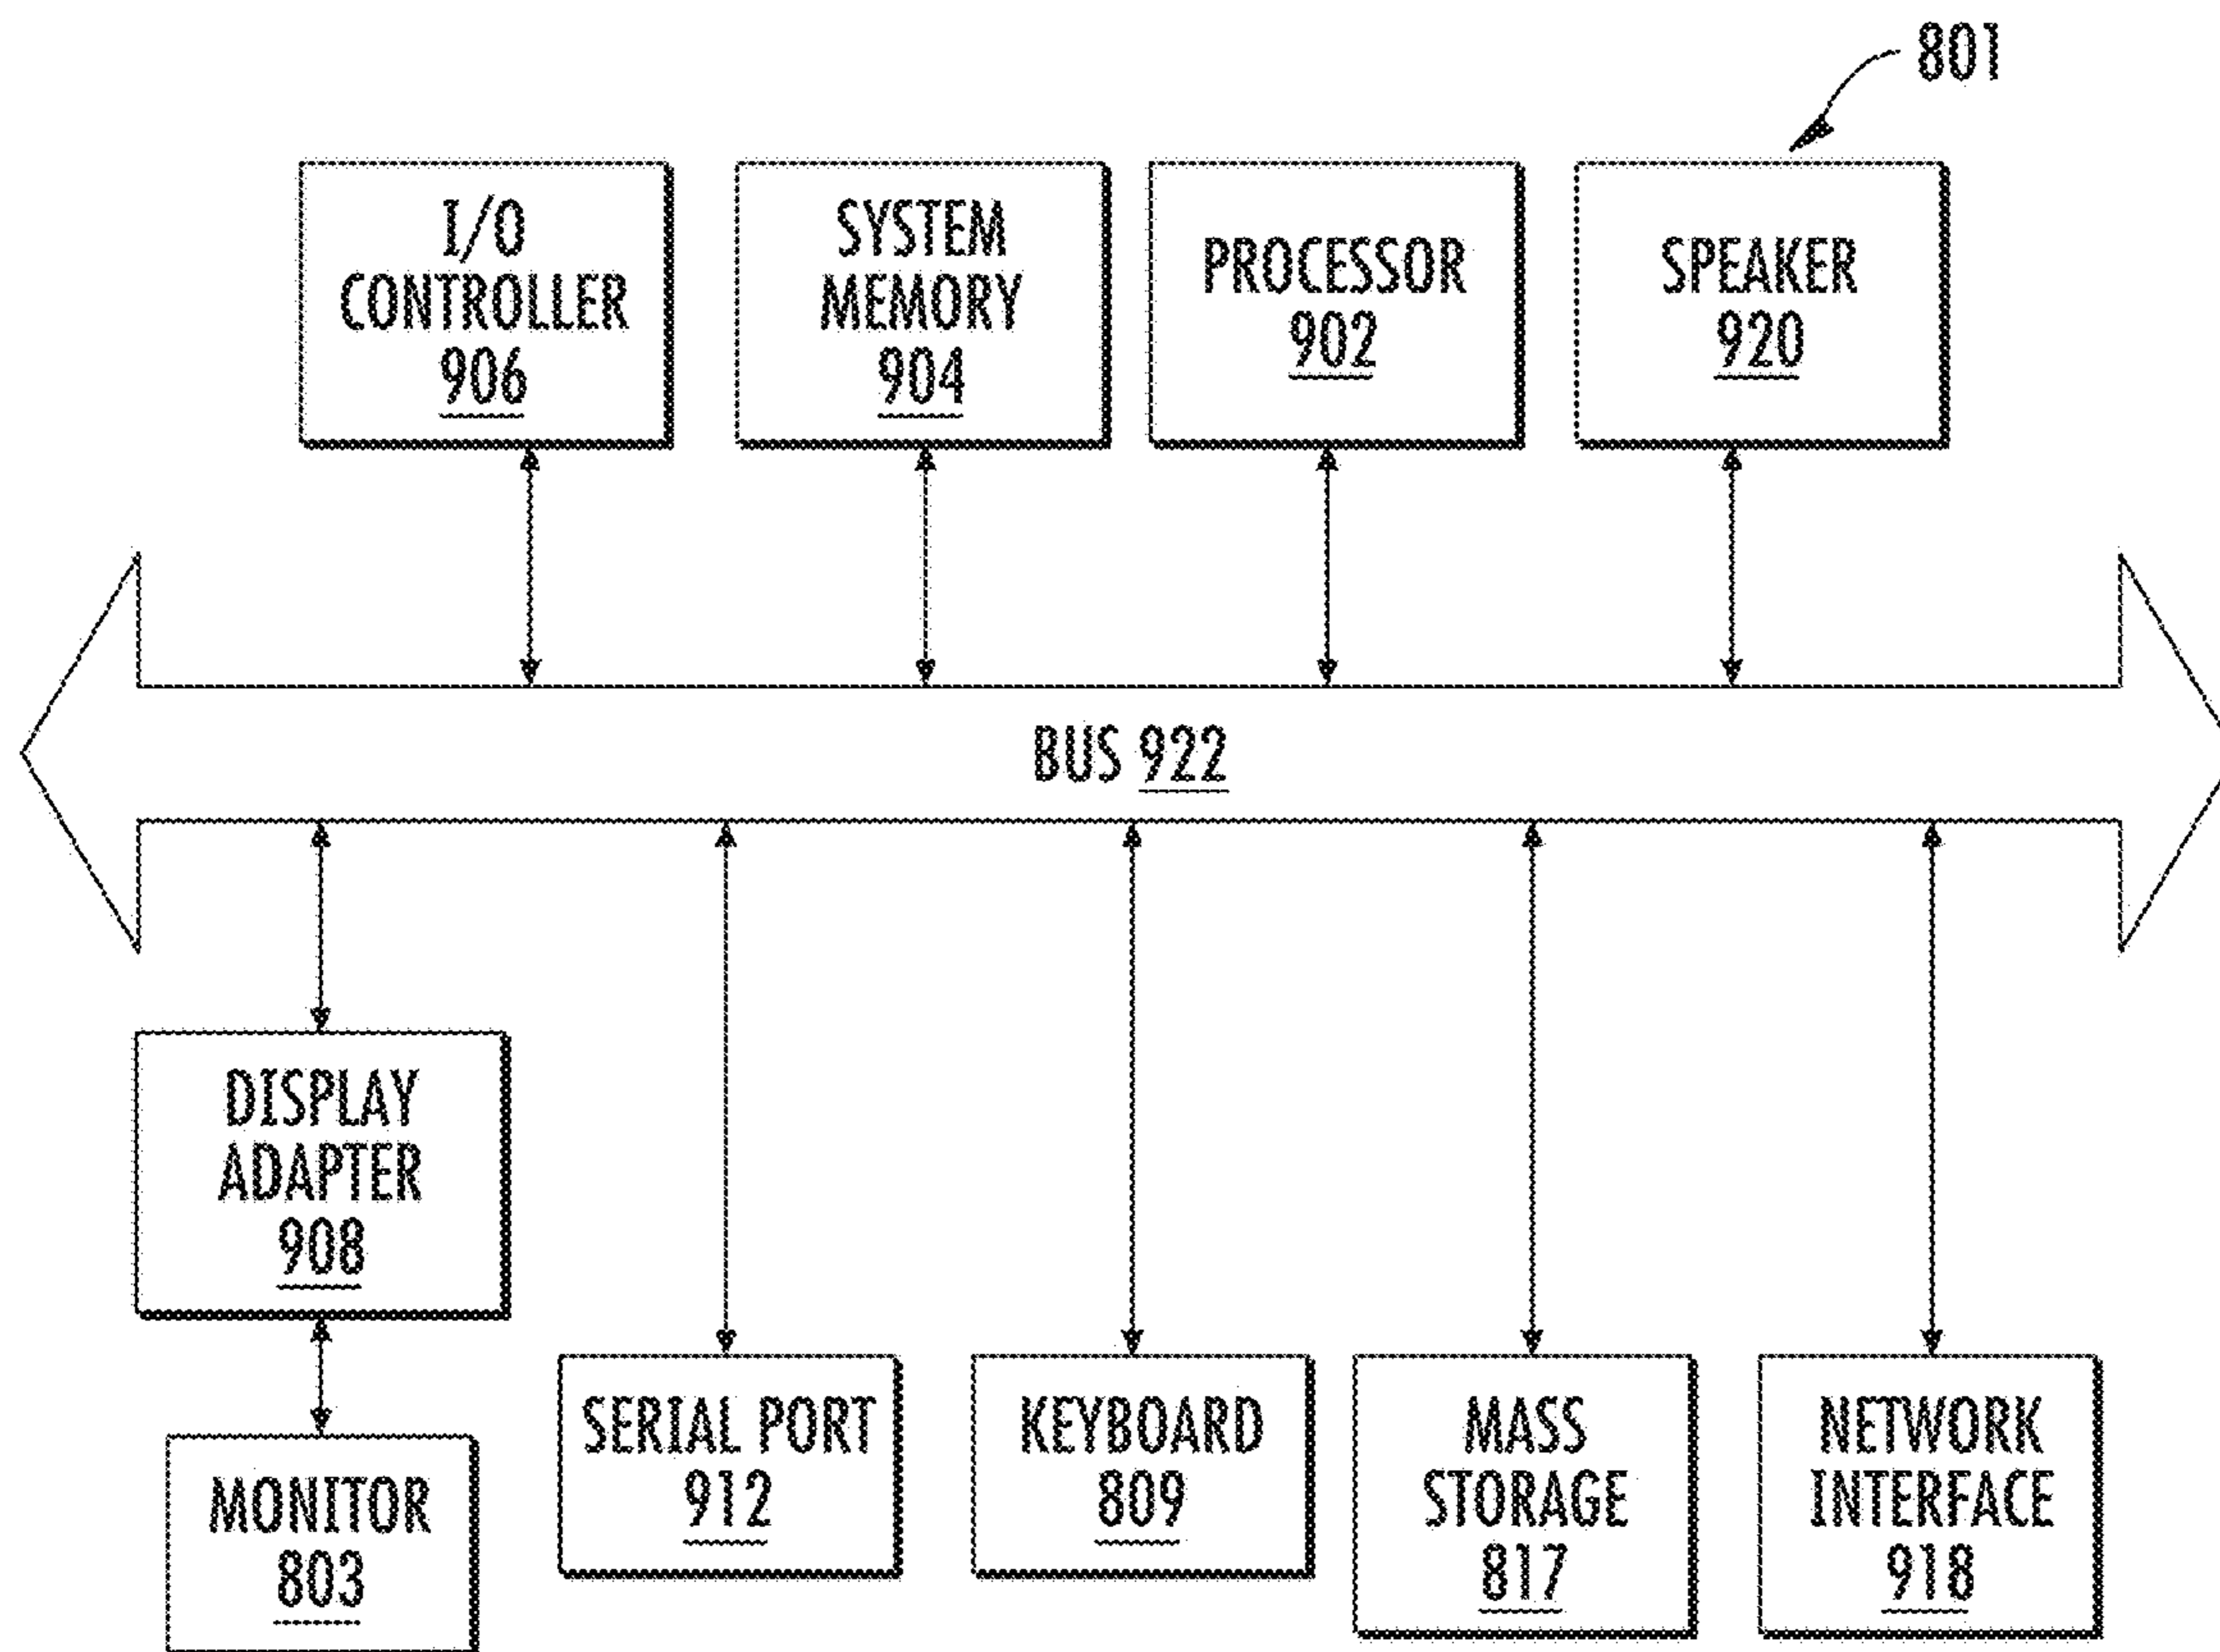 801
I/O
CONTROLLER
906
SYSTEM
MEMORY
904
PROCESSOR
902
SPEAKER
920
BUS 922
DISPLAY
ADAPTER
908
MONITOR
803
SERIAL PORT
912
KEYBOARD
809
MASS
STORAGE
817
NETWORK
INTERFACE
918